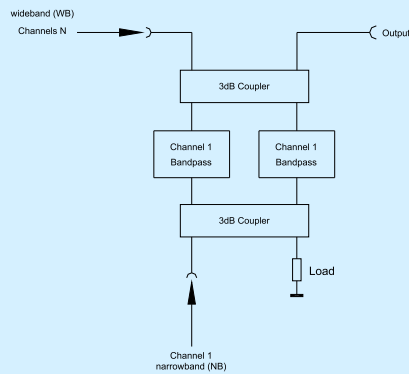 wideband (WB)
Channels N
Output
3dB Coupler
Channel 1
Bandpass
Channel 1
Bandpass
3dB Coupler
Load
Channel 1
narrowband (NB)